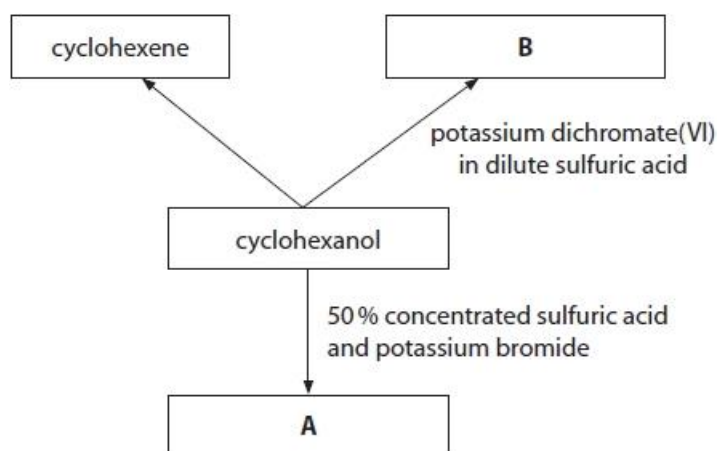 cyclohexene
B
potassium dichromate(VI)
in dilute sulfuric acid
cyclohexanol
50% concentrated sulfuric acid
and potassium bromide
A